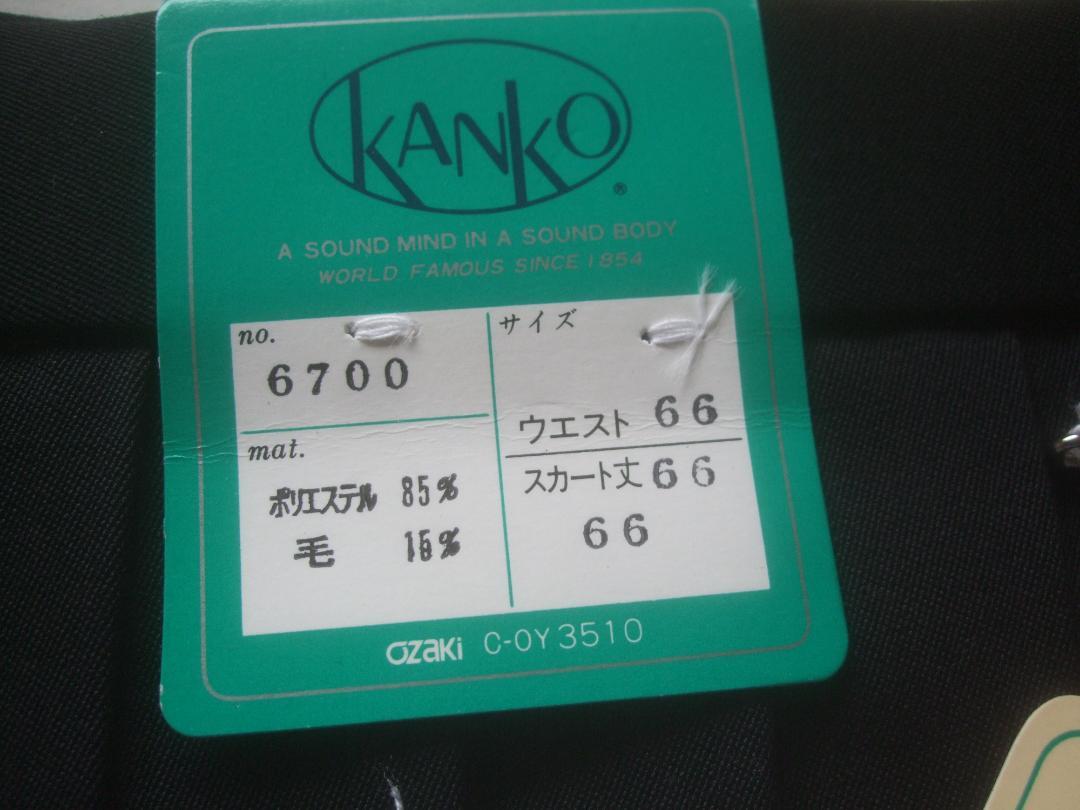 KANKO®
A SOUND MIND IN A SOUND BODY
WORLD FAMOUS SINCE 1854
no.
6700
mat.
ポリエステル 85%
毛 15%
サイズ
ウエスト 66
スカート丈 66
66
OZAKI C-OY3510